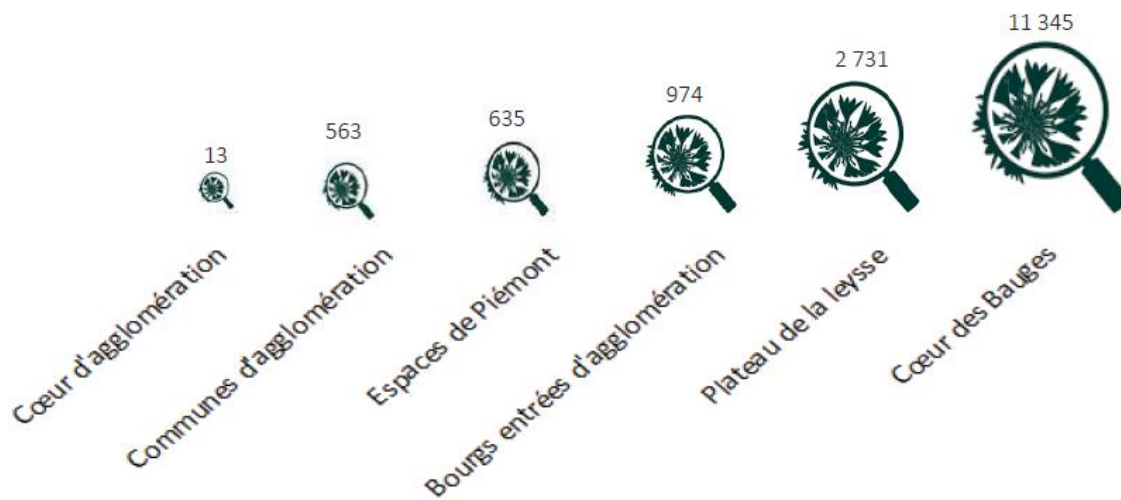 13
563
635
974
2 731
11 345
Cœur d'agglomération
Communes d'agglomération
Espaces de Piémont
Bourgs entrées d'agglomération
Plateau de la leysse
Cœur des Bauges